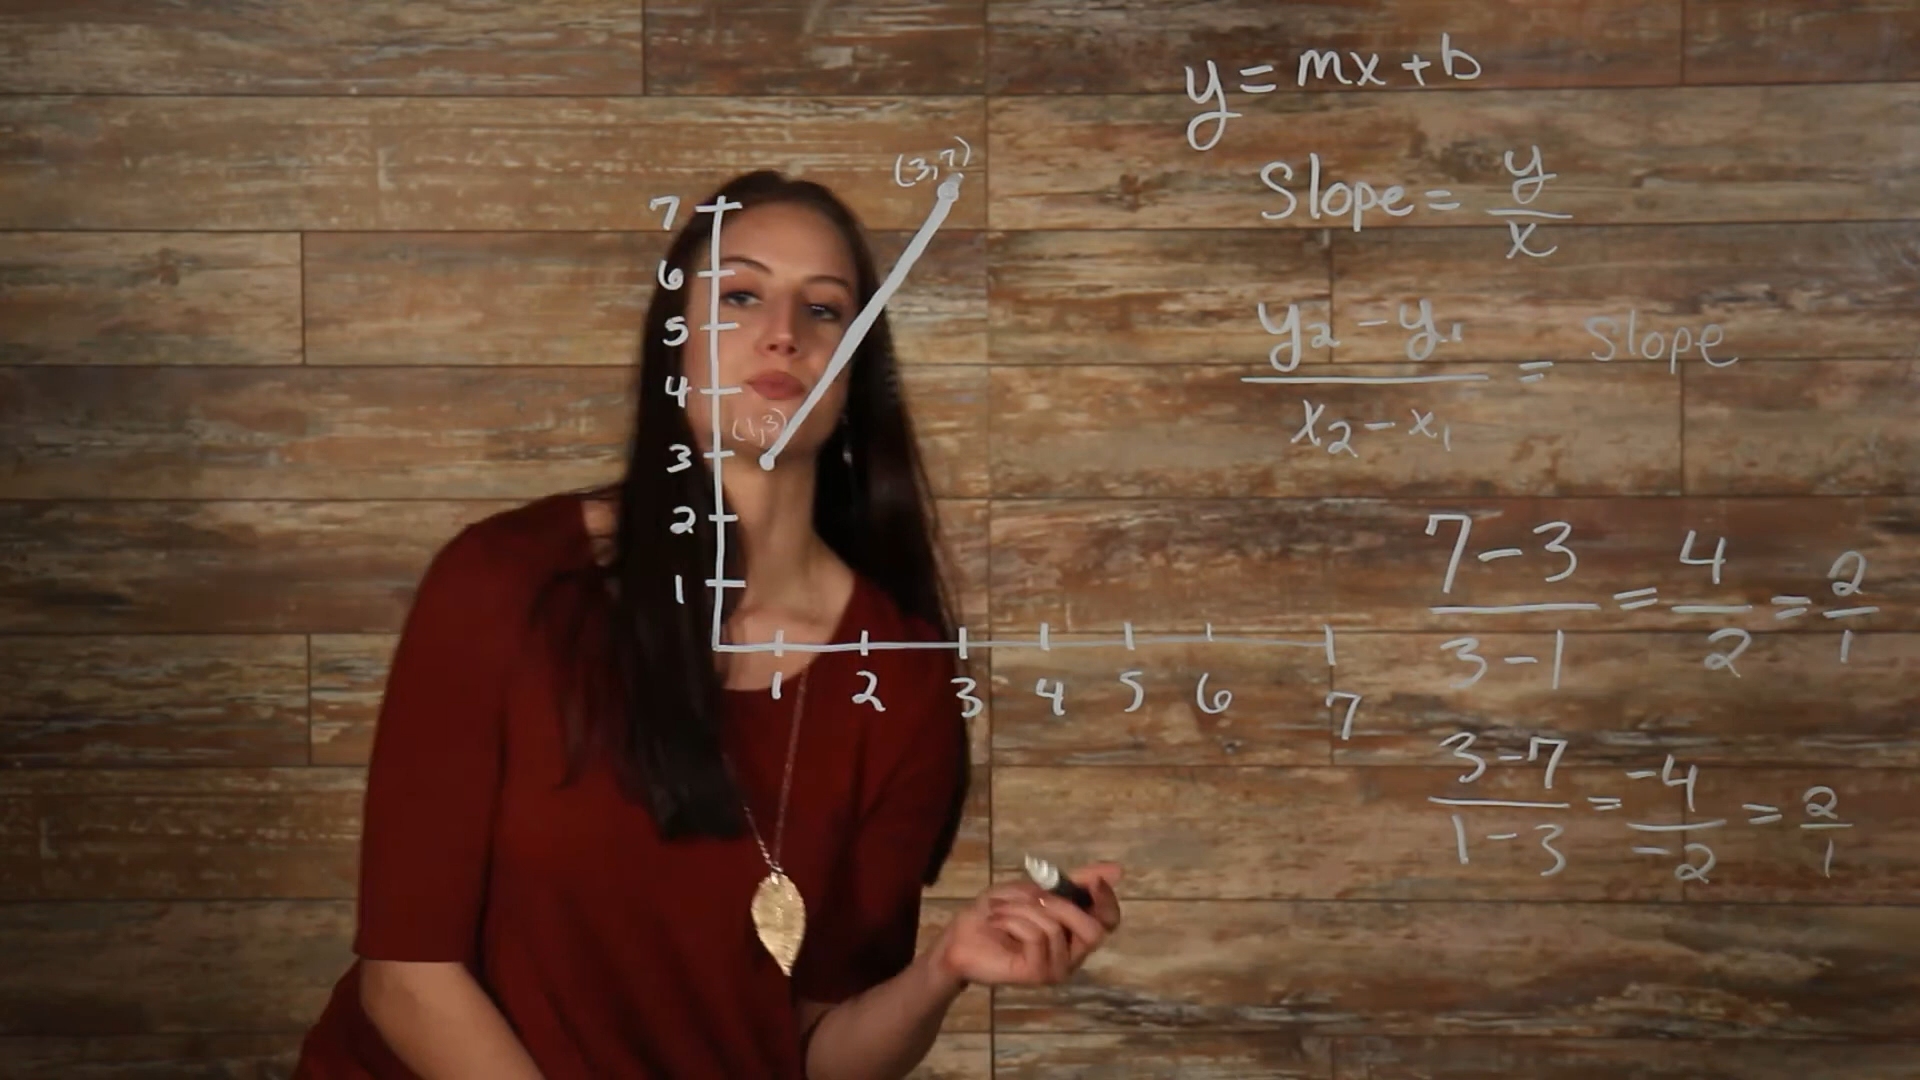 y = mx + b
Slope = y/x
(y₂ - y₁)/(x₂ - x₁) = Slope
(3,7)
(1,3)
7
6
5
4
3
2
1
1 2 3 4 5 6 7
(7-3)/(3-1) = 4/2 = 2/1
(3-7)/(1-3) = -4/-2 = 2/1